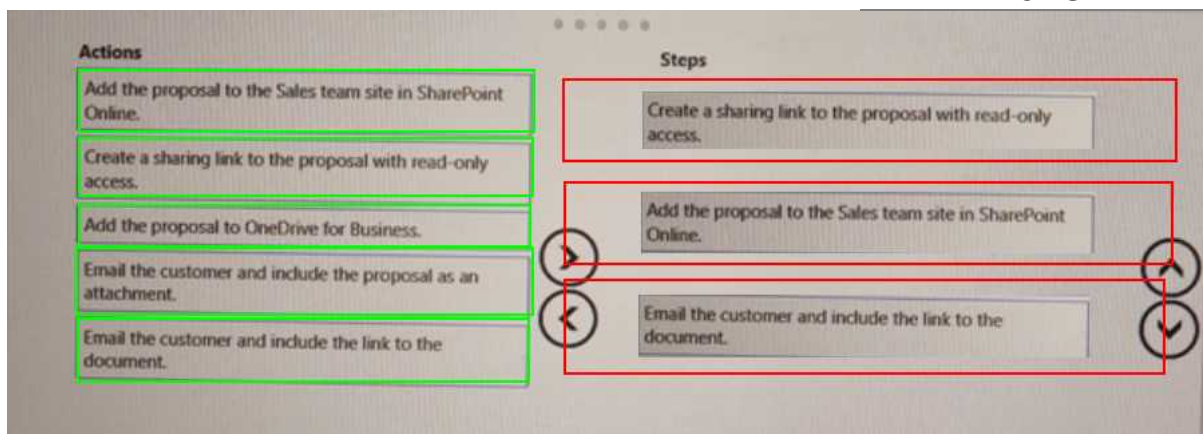 Actions
Add the proposal to the Sales team site in SharePoint
Online.
Create a sharing link to the proposal with read-only
access.
Add the proposal to OneDrive for Business.
Email the customer and include the proposal as an
attachment.
Email the customer and include the link to the
document.
Steps
Create a sharing link to the proposal with read-only
access.
Add the proposal to the Sales team site in SharePoint
Online.
Email the customer and include the link to the
document.